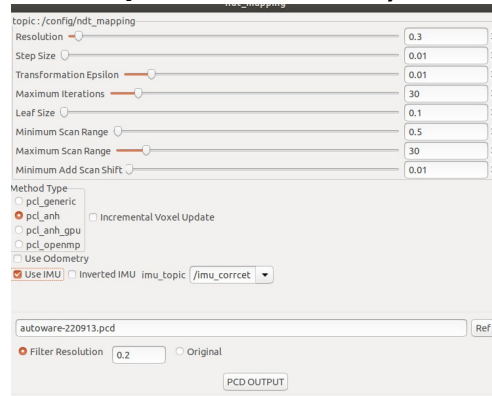 ndt_mapping
topic : /config/ndt_mapping
Resolution 0.3
Step Size 0.01
Transformation Epsilon 0.01
Maximum Iterations 30
Leaf Size 0.1
Minimum Scan Range 0.5
Maximum Scan Range 30
Minimum Add Scan Shift 0.01
Method Type
pcl_generic
pcl_anh Incremental Voxel Update
pcl_anh_gpu
pcl_openmp
Use Odometry
Use IMU Inverted IMU imu_topic /imu_corrcet
autoware-220913.pcd Ref
Filter Resolution 0.2 Original
PCD OUTPUT